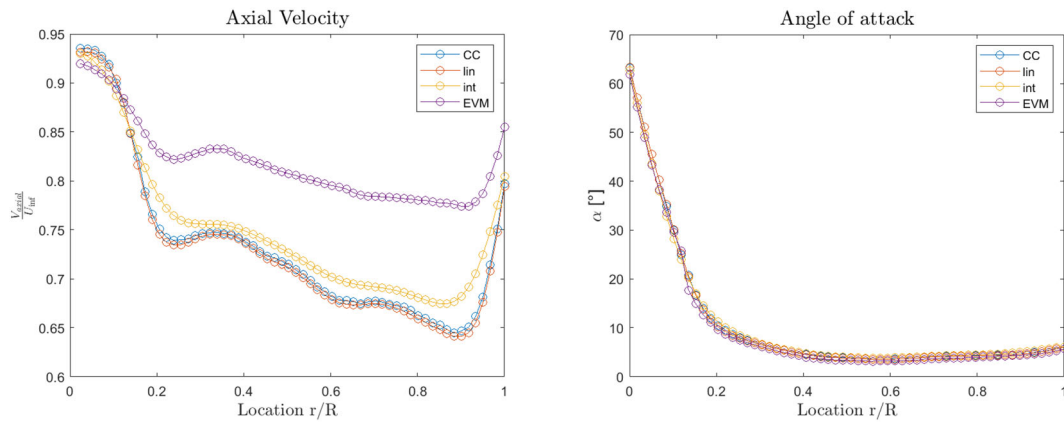 Axial Velocity
0.95
0.9
0.85
0.8
0.75
0.7
0.65
0.6
V_axial
U_inf
0
0.2
0.4
0.6
0.8
1
Location r/R
CC
lin
int
EVM
Angle of attack
70
60
50
40
30
20
10
0
α [°]
0
0.2
0.4
0.6
0.8
1
Location r/R
CC
lin
int
EVM